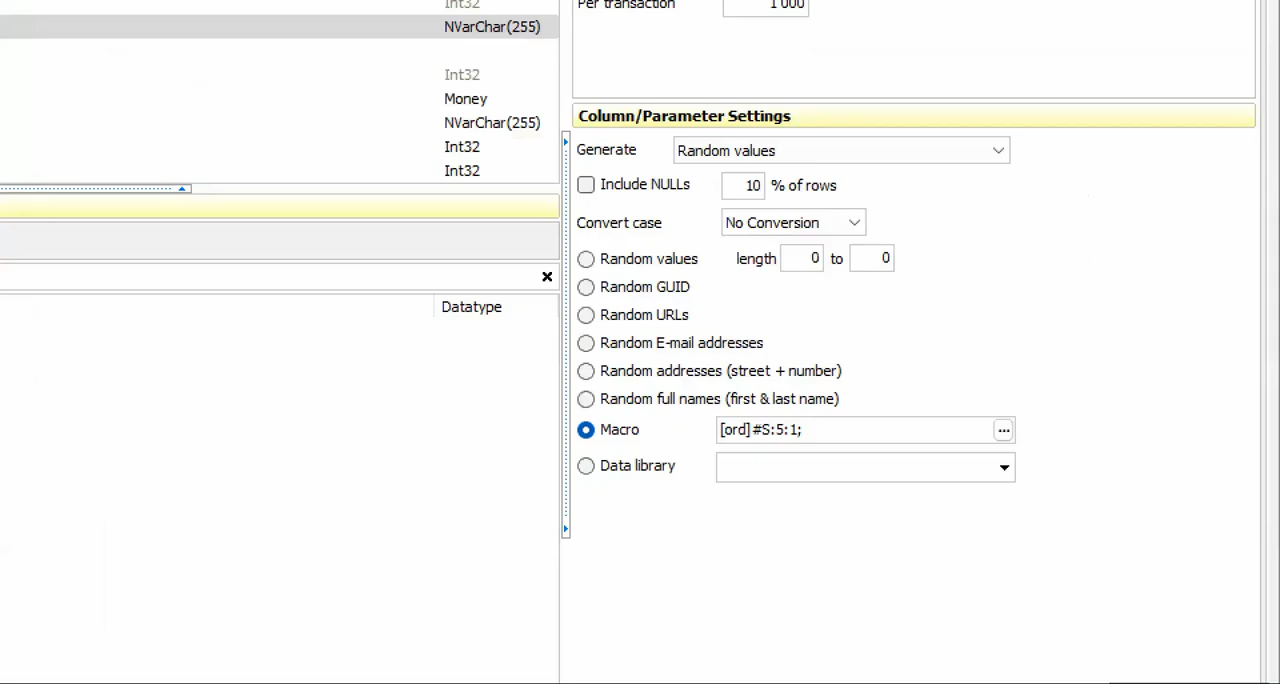 Int32
NVarChar(255)
Int32
Money
NVarChar(255)
Int32
Int32
Datatype
Per transaction 1 000
Column/Parameter Settings
Generate Random values
Include NULLs 10 % of rows
Convert case No Conversion
Random values length 0 to 0
Random GUID
Random URLs
Random E-mail addresses
Random addresses (street + number)
Random full names (first & last name)
Macro [ord]#S:5:1; ...
Data library